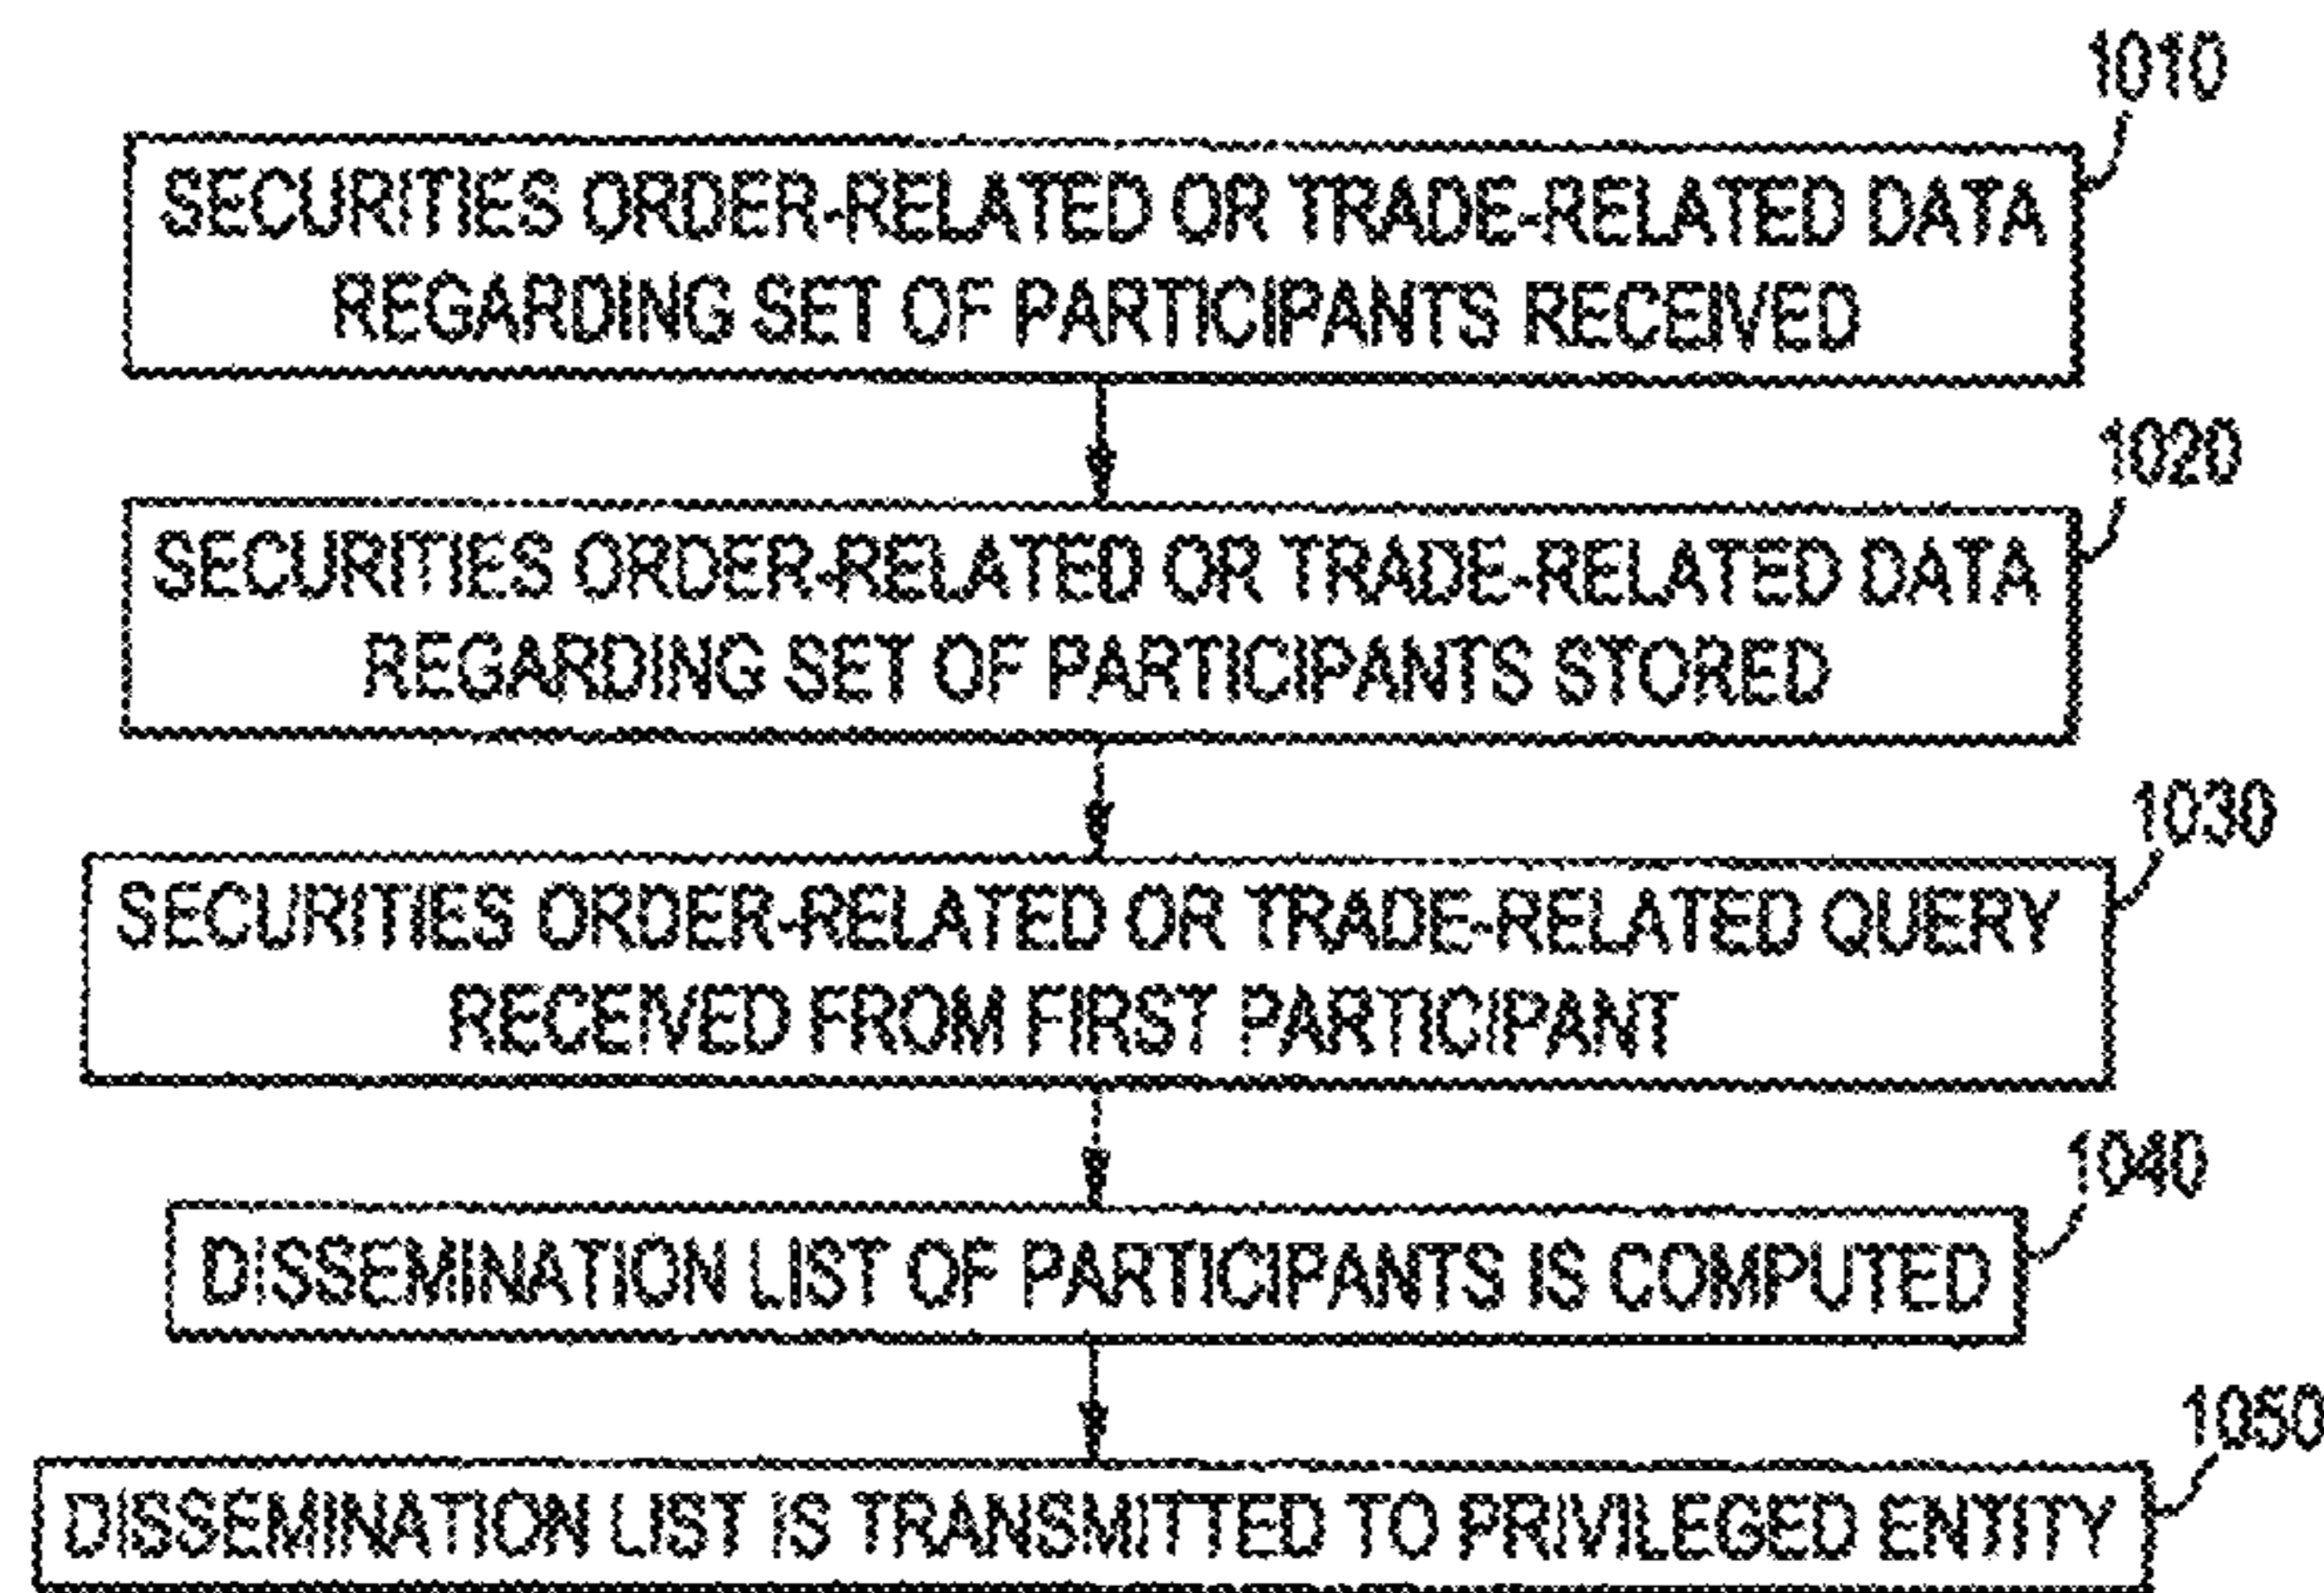 1010
SECURITIES ORDER-RELATED OR TRADE-RELATED DATA
REGARDING SET OF PARTICIPANTS RECEIVED
1020
SECURITIES ORDER-RELATED OR TRADE-RELATED DATA
REGARDING SET OF PARTICIPANTS STORED
1030
SECURITIES ORDER-RELATED OR TRADE-RELATED QUERY
RECEIVED FROM FIRST PARTICIPANT
1040
DISSEMINATION LIST OF PARTICIPANTS IS COMPUTED
1050
DISSEMINATION LIST IS TRANSMITTED TO PRIVILEGED ENTITY